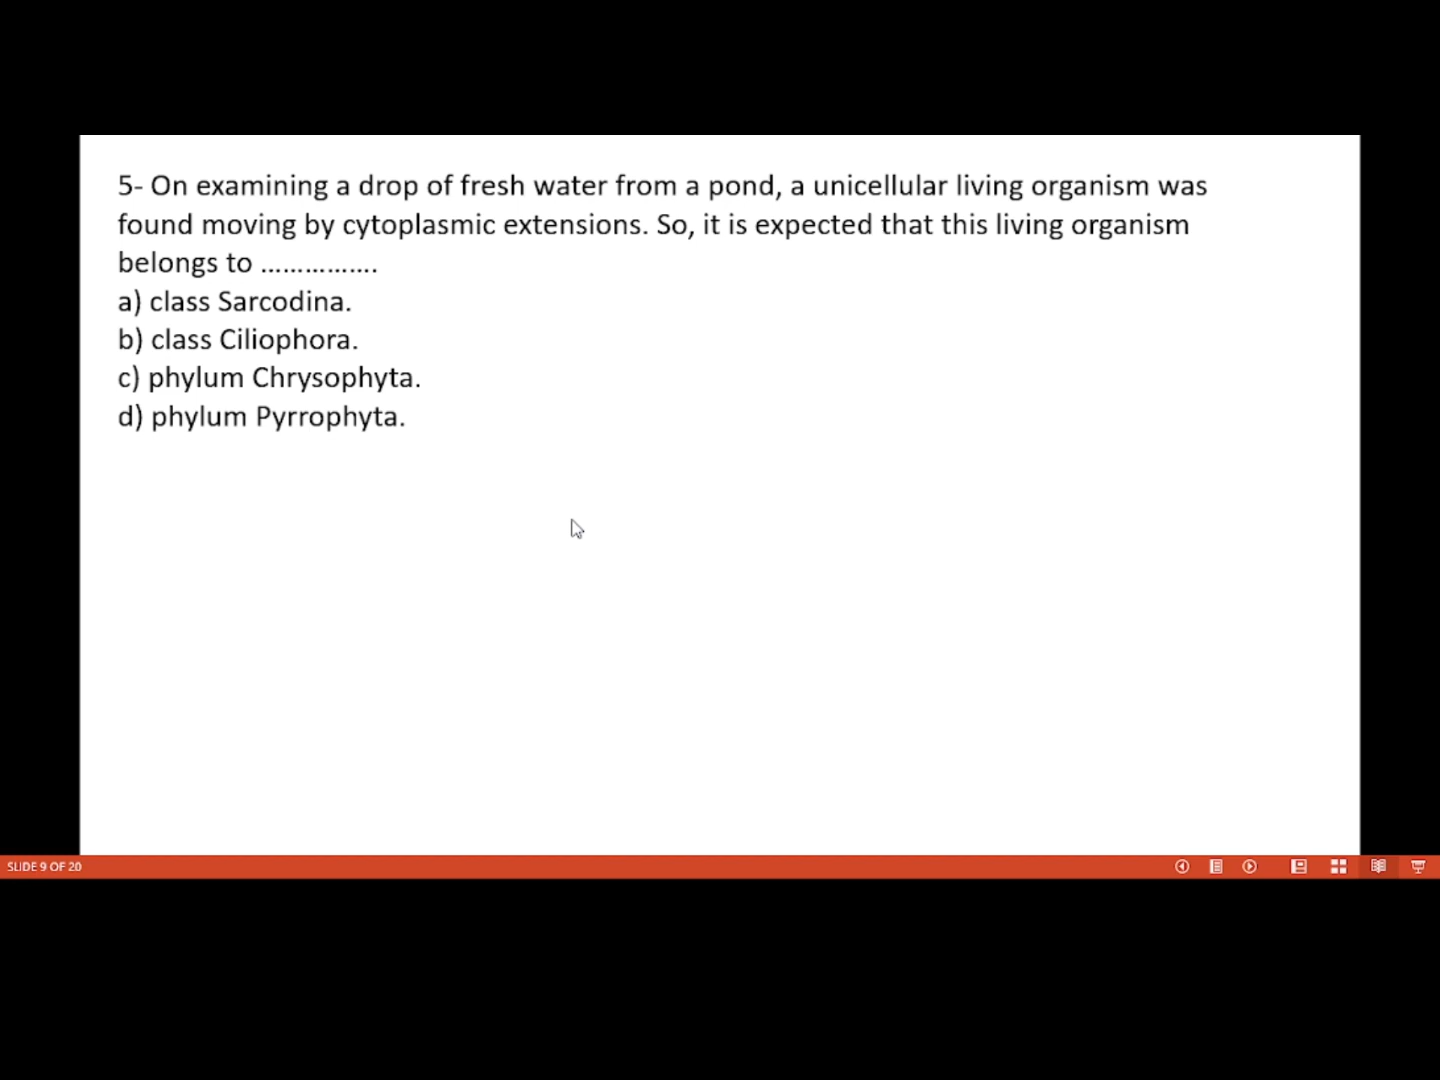 5- On examining a drop of fresh water from a pond, a unicellular living organism was
found moving by cytoplasmic extensions. So, it is expected that this living organism
belongs to ................
a) class Sarcodina.
b) class Ciliophora.
c) phylum Chrysophyta.
d) phylum Pyrrophyta.
SLIDE 9 OF 20